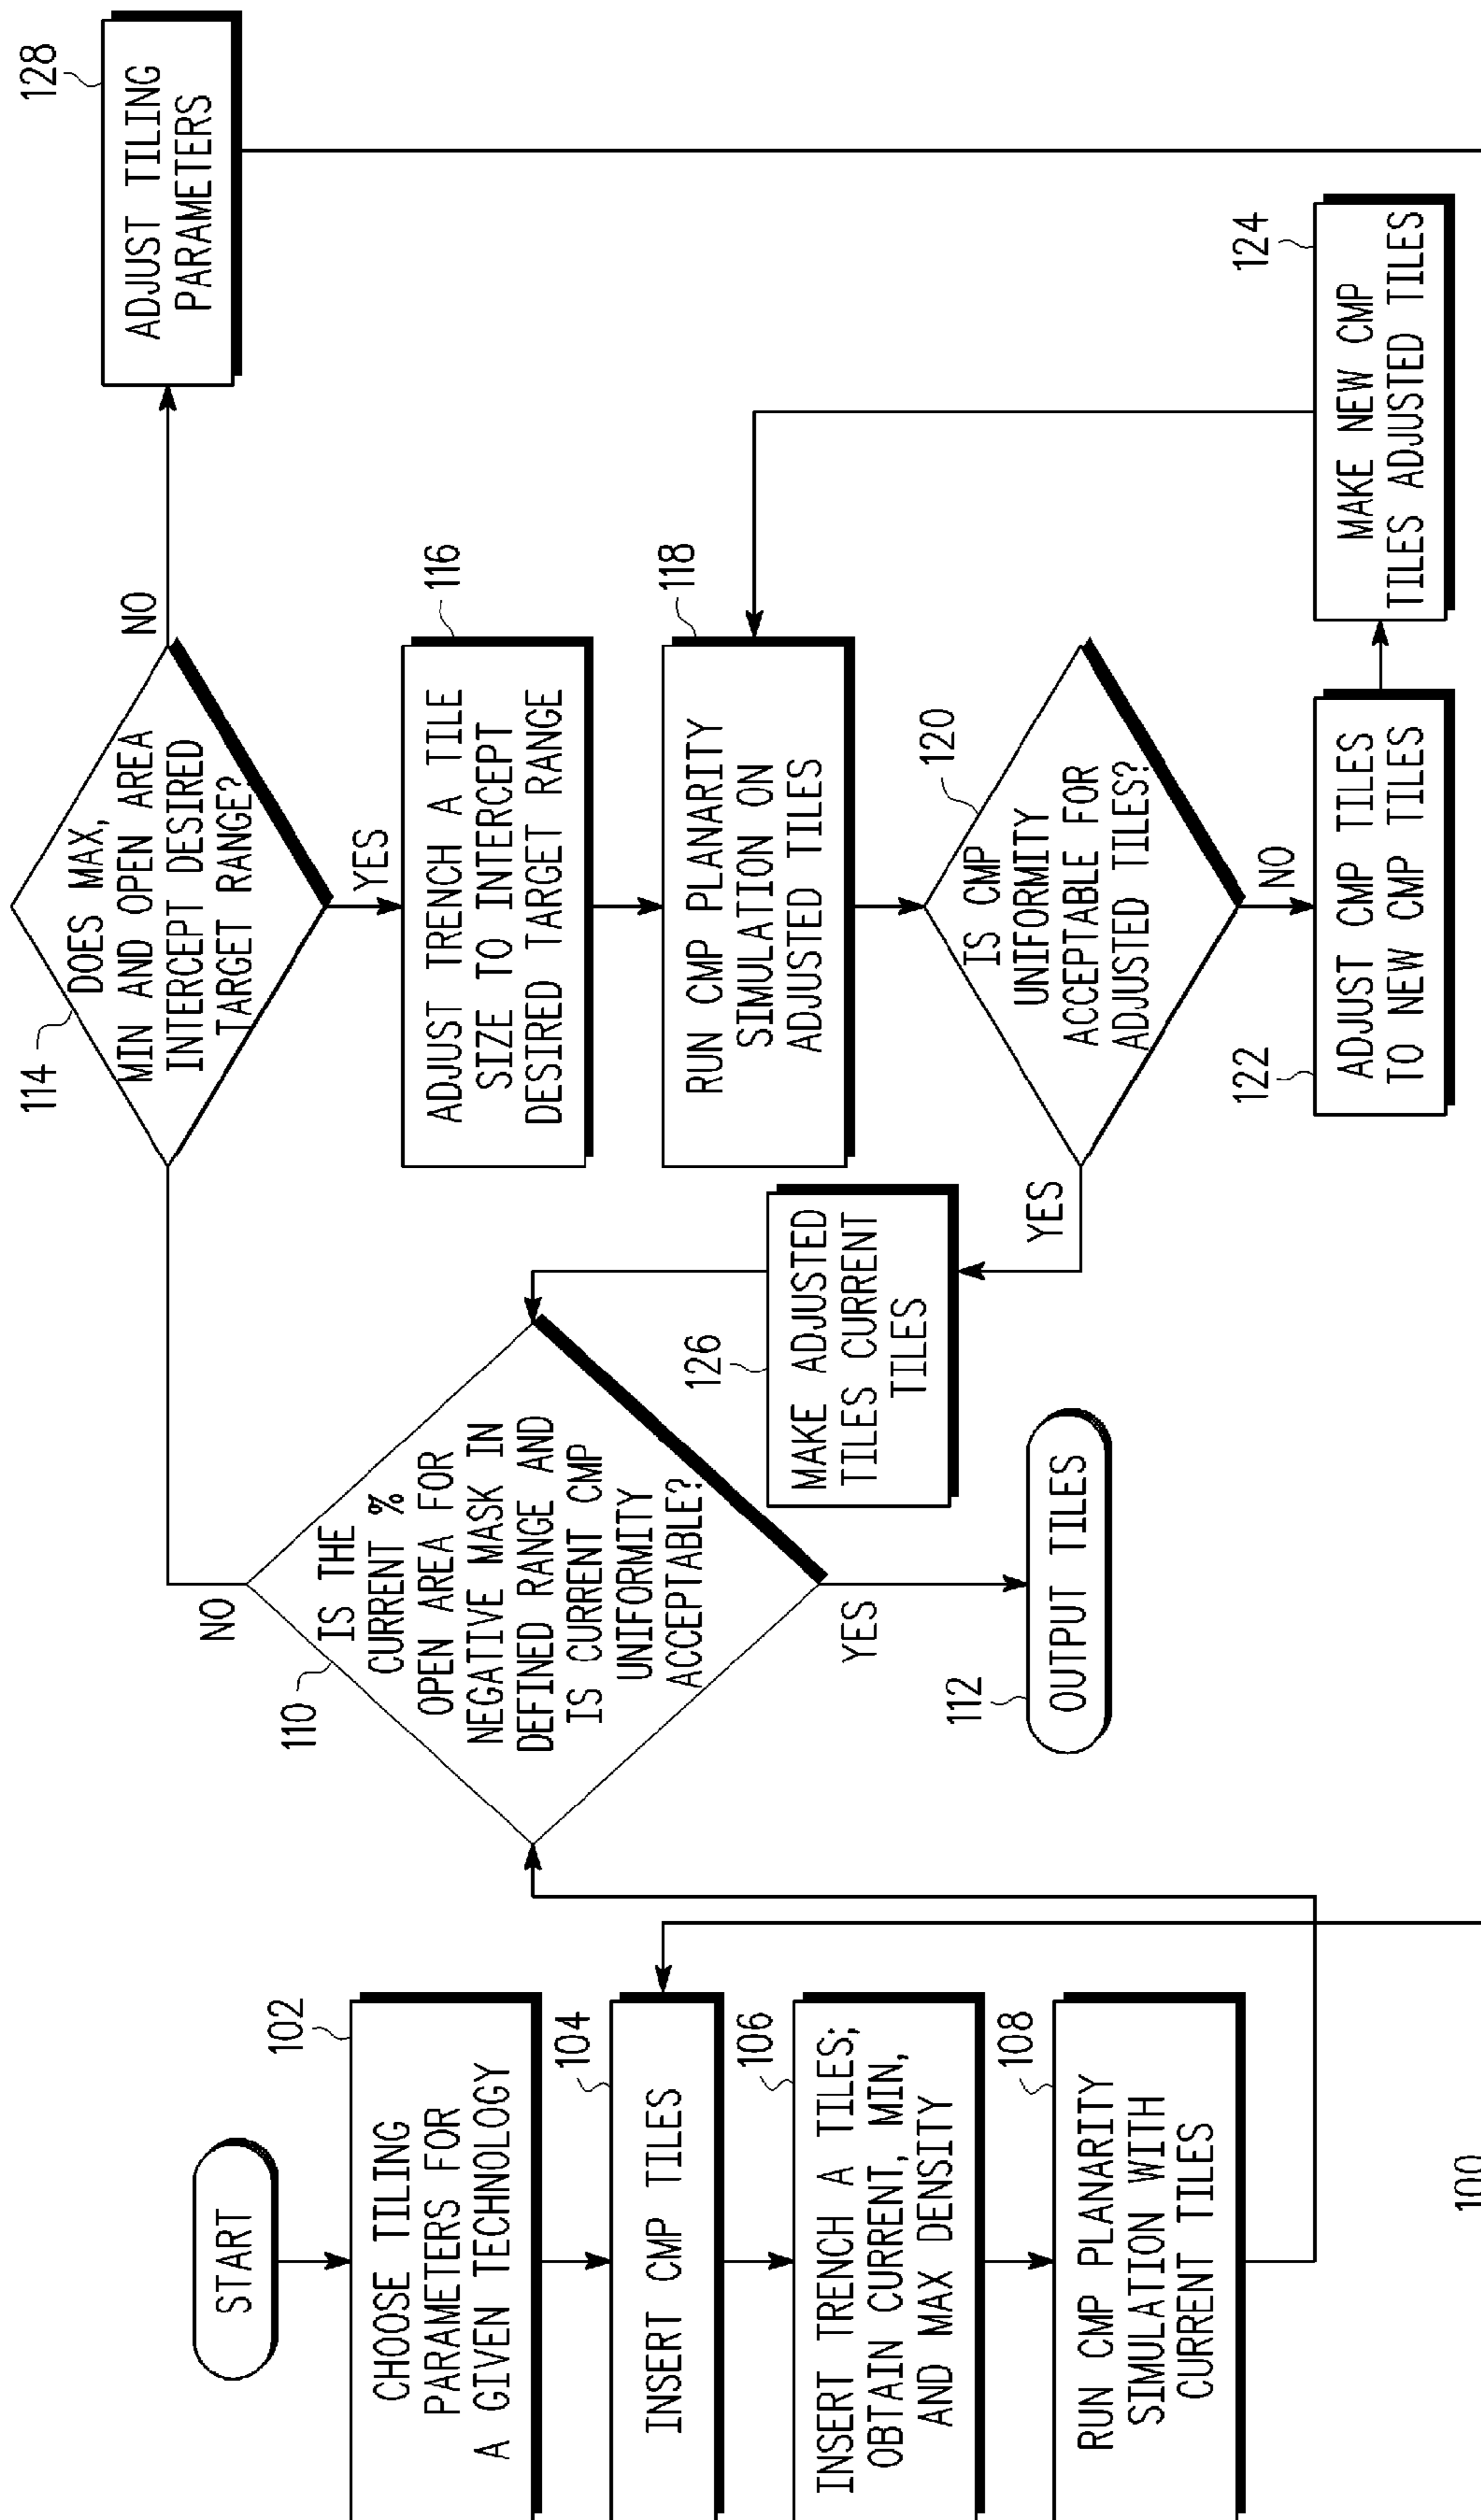 START
102
CHOOSE TILING
PARAMETERS FOR
A GIVEN TECHNOLOGY
104
INSERT CMP TILES
106
INSERT TRENCH A TILES;
OBTAIN CURRENT, MIN,
AND MAX DENSITY
108
RUN CMP PLANARITY
SIMULATION WITH
CURRENT TILES
100
NO
110
IS THE
CURRENT %
OPEN AREA FOR
NEGATIVE MASK IN
DEFINED RANGE AND
IS CURRENT CMP
UNIFORMITY
ACCEPTABLE?
YES
112
OUTPUT TILES
126
MAKE ADJUSTED
TILES CURRENT
TILES
114
DOES MAX,
MIN AND OPEN AREA
INTERCEPT DESIRED
TARGET RANGE?
NO
YES
116
ADJUST TRENCH A TILE
SIZE TO INTERCEPT
DESIRED TARGET RANGE
118
RUN CMP PLANARITY
SIMULATION ON
ADJUSTED TILES
120
IS CMP
UNIFORMITY
ACCEPTABLE FOR
ADJUSTED TILES?
YES
NO
122
ADJUST CMP TILES
TO NEW CMP TILES
124
MAKE NEW CMP
TILES ADJUSTED TILES
128
ADJUST TILING
PARAMETERS